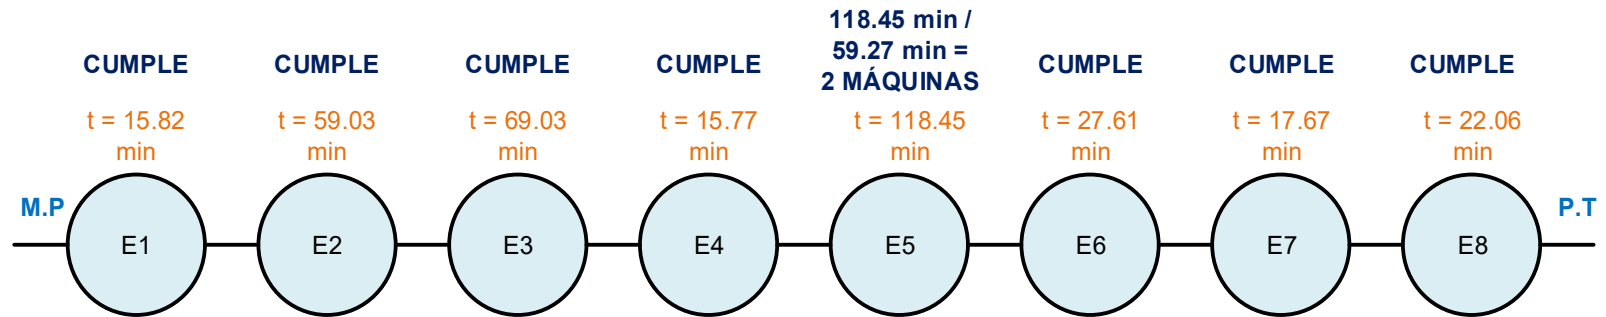 118.45 min /
59.27 min =
2 MÁQUINAS
CUMPLE
CUMPLE
CUMPLE
CUMPLE
CUMPLE
CUMPLE
CUMPLE
t = 15.82
min
t = 59.03
min
t = 69.03
min
t = 15.77
min
t = 118.45
min
t = 27.61
min
t = 17.67
min
t = 22.06
min
M.P
P.T
E1
E2
E3
E4
E5
E6
E7
E8